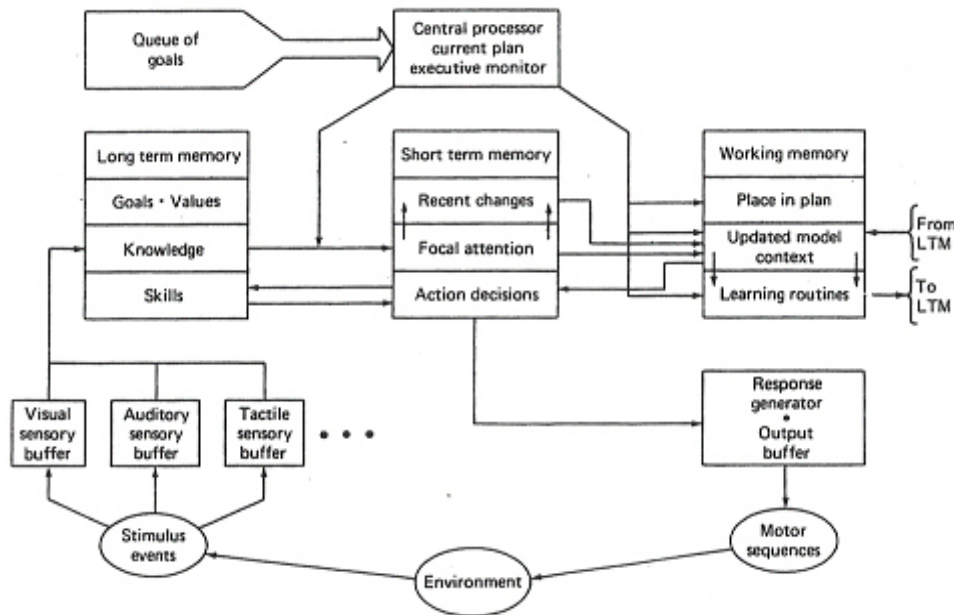 Queue of
goals
Central processor
current plan
executive monitor
Long term memory
Goals • Values
Knowledge
Skills
Short term memory
Recent changes
Focal attention
Action decisions
Working memory
Place in plan
Updated model
context
Learning routines
From
LTM
To
LTM
Visual
sensory
buffer
Auditory
sensory
buffer
Tactile
sensory
buffer
• • •
Response
generator
•
Output
buffer
Stimulus
events
Environment
Motor
sequences